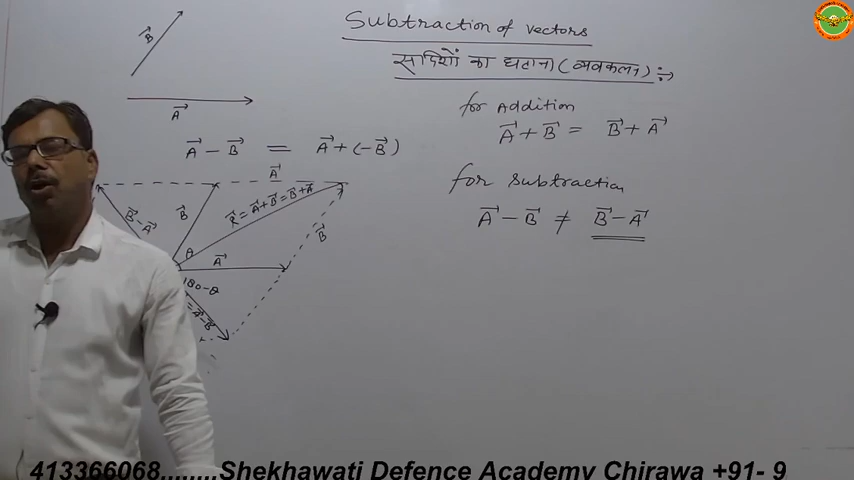 Subtraction of vectors
सदिशों का घटाना (व्यवकलन) :→
B⃗
A⃗
for Addition
A⃗ + B⃗ = B⃗ + A⃗
A⃗ - B⃗ = A⃗ + (-B⃗)
for subtraction
A⃗ - B⃗ ≠ B⃗ - A⃗
A⃗
B⃗ - A⃗
B⃗
R⃗ = A⃗ + B⃗ = B⃗ + A⃗
B⃗
θ
A⃗
180-θ
= A⃗ - B⃗
413366068........Shekhawati Defence Academy Chirawa +91- 9